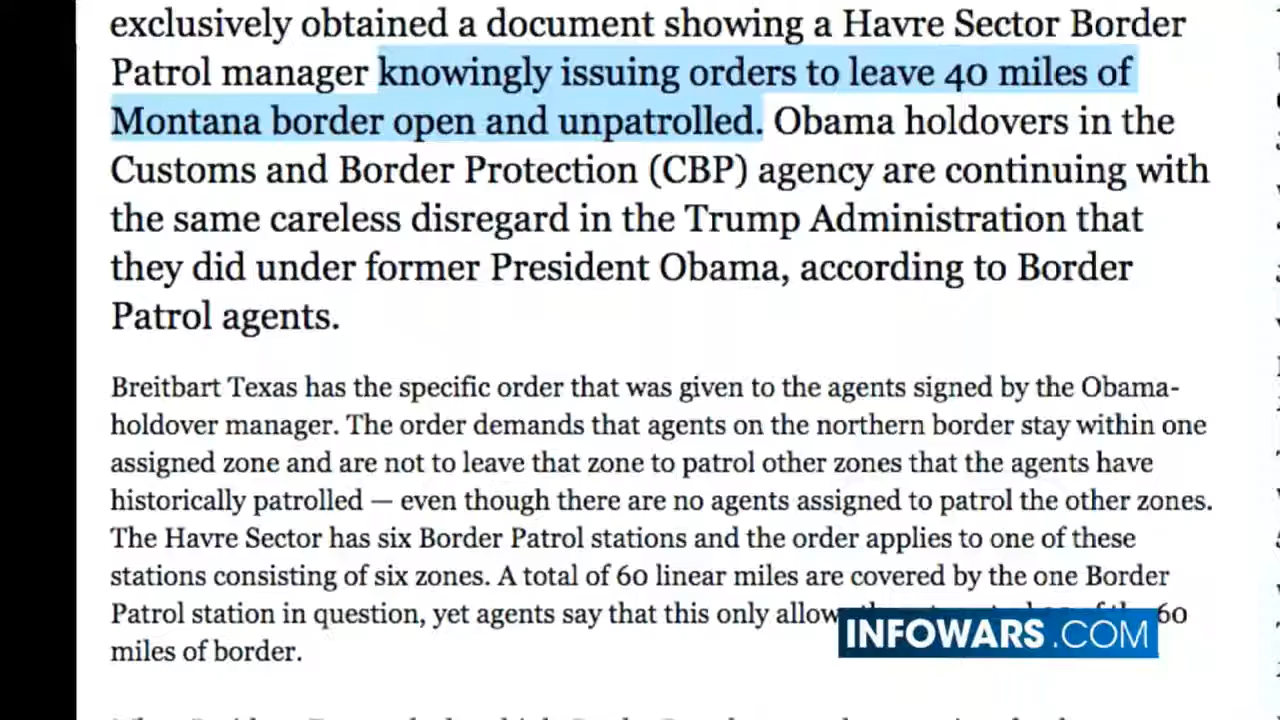 exclusively obtained a document showing a Havre Sector Border
Patrol manager knowingly issuing orders to leave 40 miles of
Montana border open and unpatrolled. Obama holdovers in the
Customs and Border Protection (CBP) agency are continuing with
the same careless disregard in the Trump Administration that
they did under former President Obama, according to Border
Patrol agents.
Breitbart Texas has the specific order that was given to the agents signed by the Obama-
holdover manager. The order demands that agents on the northern border stay within one
assigned zone and are not to leave that zone to patrol other zones that the agents have
historically patrolled — even though there are no agents assigned to patrol the other zones.
The Havre Sector has six Border Patrol stations and the order applies to one of these
stations consisting of six zones. A total of 60 linear miles are covered by the one Border
Patrol station in question, yet agents say that this only 60
miles of border.
INFOWARS.COM